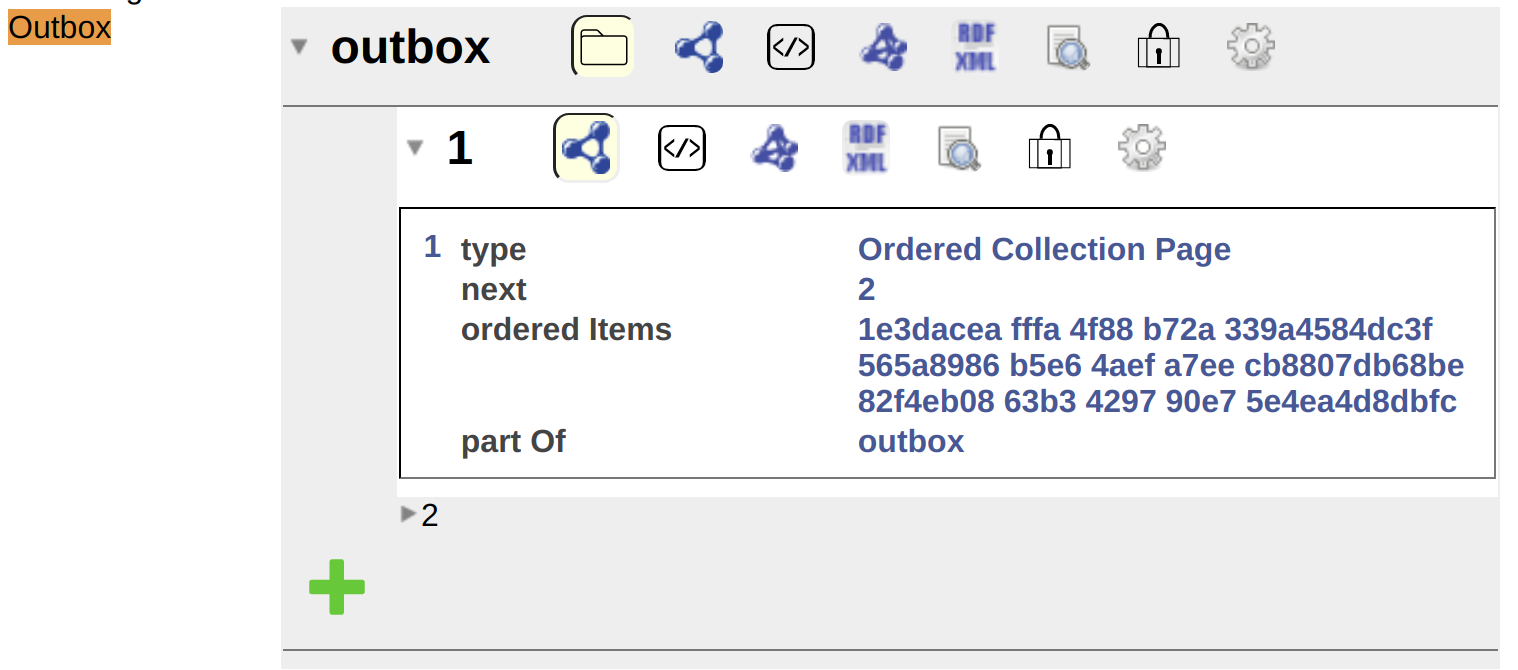 Outbox
outbox
</>
RDF
XML
1
</>
RDF
XML
1 type Ordered Collection Page
next 2
ordered Items 1e3dacea fffa 4f88 b72a 339a4584dc3f
565a8986 b5e6 4aef a7ee cb8807db68be
82f4eb08 63b3 4297 90e7 5e4ea4d8dbfc
part Of outbox
2